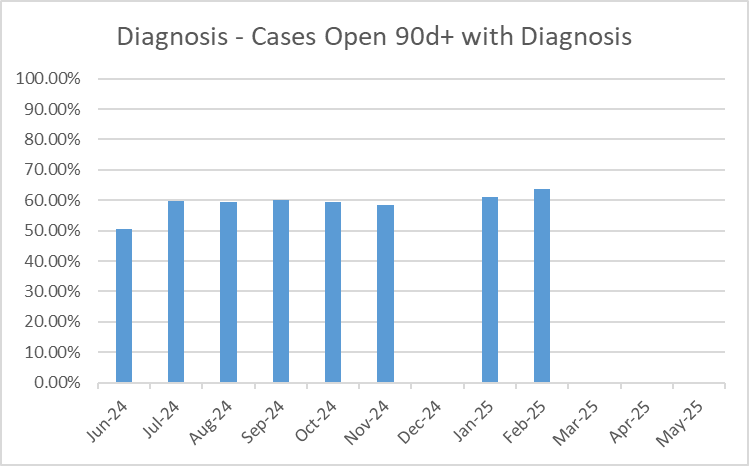 Diagnosis - Cases Open 90d+ with Diagnosis
100.00%
90.00%
80.00%
70.00%
60.00%
50.00%
40.00%
30.00%
20.00%
10.00%
0.00%
Jun-24
Jul-24
Aug-24
Sep-24
Oct-24
Nov-24
Dec-24
Jan-25
Feb-25
Mar-25
Apr-25
May-25